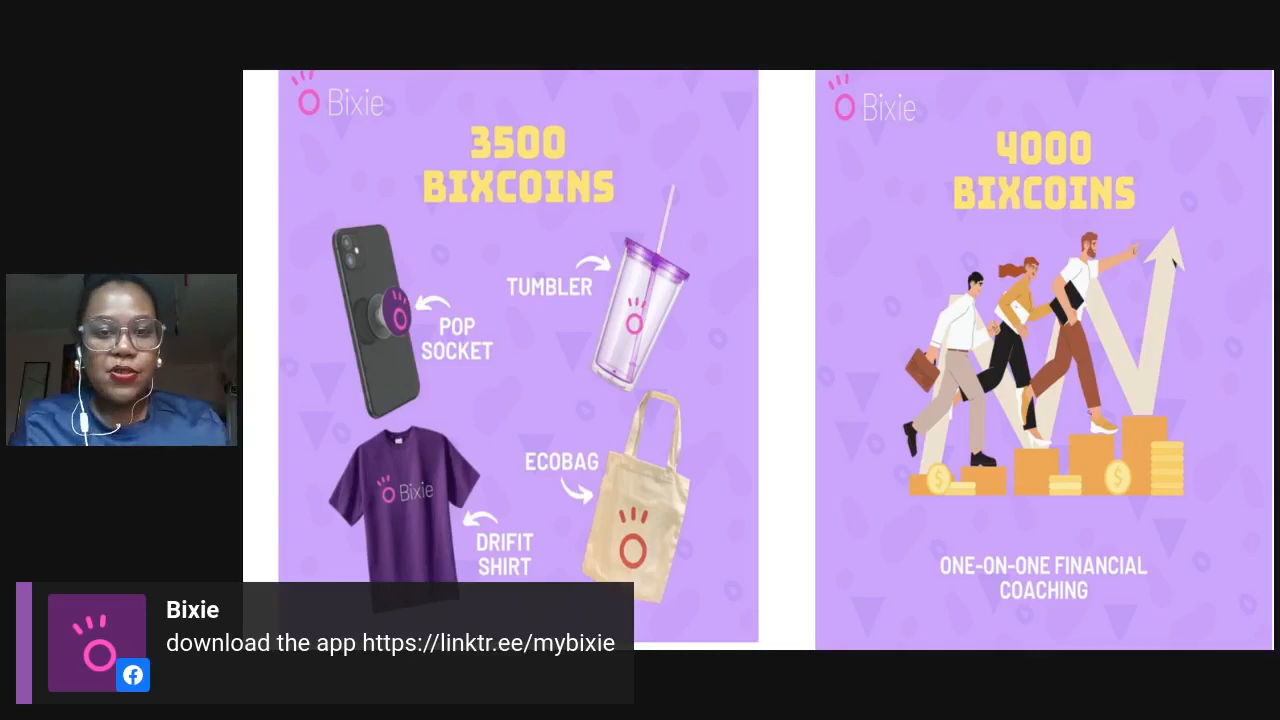 Bixie
3500
BIXCOINS
TUMBLER
POP
SOCKET
ECOBAG
Bixie
DRIFIT
SHIRT
Bixie
4000
BIXCOINS
$
$
ONE-ON-ONE FINANCIAL
COACHING
Bixie
download the app https://linktr.ee/mybixie